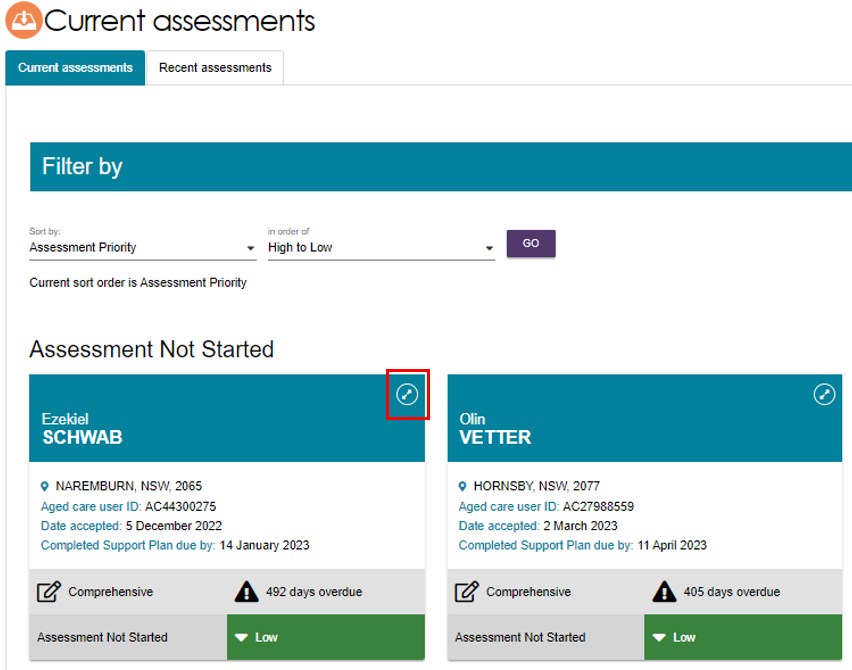 Current assessments
Current assessments Recent assessments
Filter by
Sort by: in order of
Assessment Priority High to Low GO
Current sort order is Assessment Priority
Assessment Not Started
Ezekiel
SCHWAB
NAREMBURN, NSW, 2065
Aged care user ID: AC44300275
Date accepted: 5 December 2022
Completed Support Plan due by: 14 January 2023
Comprehensive 492 days overdue
Assessment Not Started Low
Olin
VETTER
HORNSBY, NSW, 2077
Aged care user ID: AC27988559
Date accepted: 2 March 2023
Completed Support Plan due by: 11 April 2023
Comprehensive 405 days overdue
Assessment Not Started Low